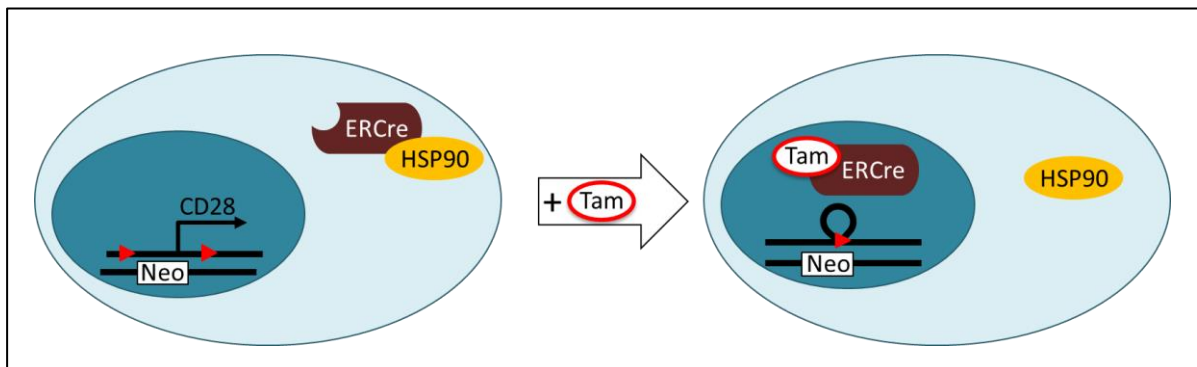 ERCre
HSP90
CD28
Neo
+ Tam
Tam
ERCre
HSP90
Neo